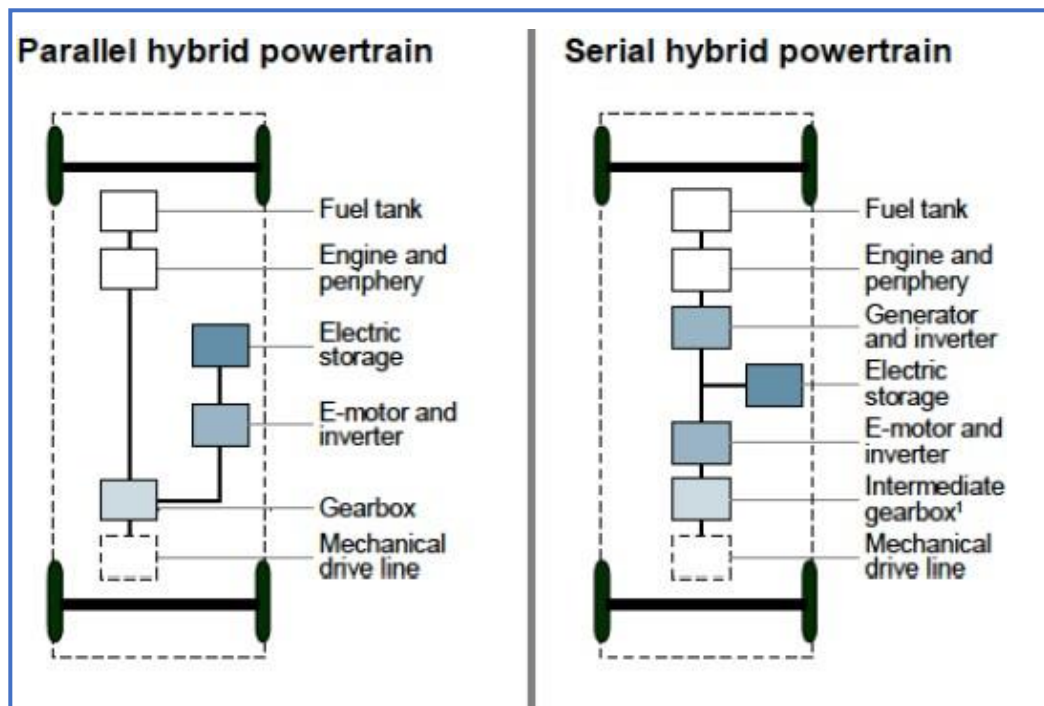 Parallel hybrid powertrain
Fuel tank
Engine and
periphery
Electric
storage
E-motor and
inverter
Gearbox
Mechanical
drive line
Serial hybrid powertrain
Fuel tank
Engine and
periphery
Generator
and inverter
Electric
storage
E-motor and
inverter
Intermediate
gearbox¹
Mechanical
drive line